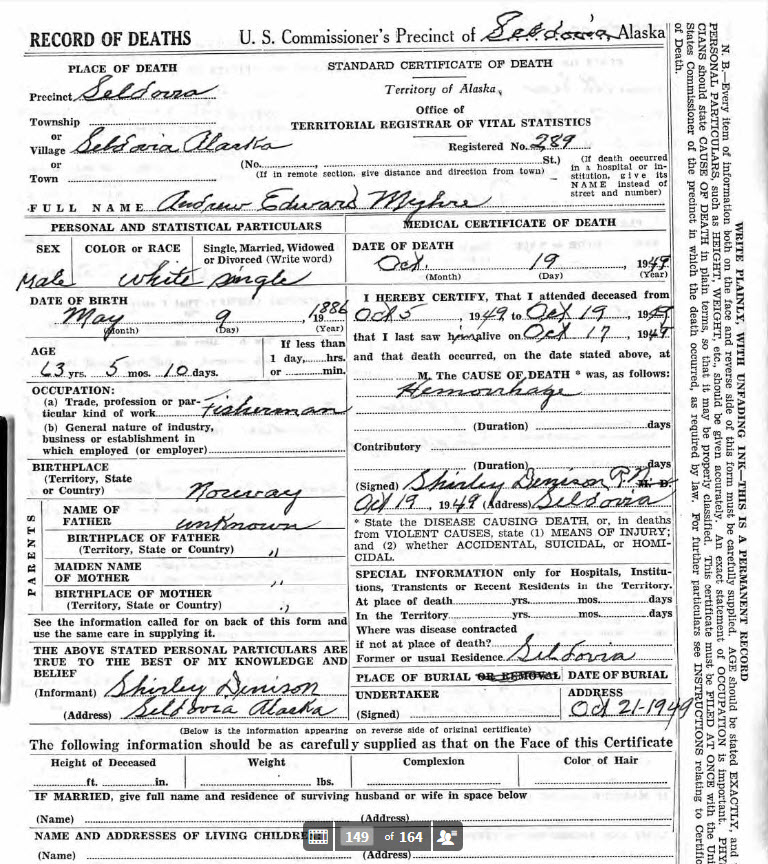 RECORD OF DEATHS U. S. Commissioner's Precinct of Seldovia, Alaska
PLACE OF DEATH
Precinct Seldovia
Township
or
Village Seldovia Alaska
or
Town
STANDARD CERTIFICATE OF DEATH
Territory of Alaska,
Office of
TERRITORIAL REGISTRAR OF VITAL STATISTICS
Registered No. 289
(No. St.)
(If in remote section, give distance and direction from town)
(If death occurred
in a hospital or in-
stitution, give its
NAME instead of
street and number)
FULL NAME Andrew Edward Myhre
PERSONAL AND STATISTICAL PARTICULARS
SEX COLOR or RACE Single, Married, Widowed
or Divorced (Write word)
Male white single
DATE OF BIRTH
May 9, 19 1886
(Month) (Day) (Year)
AGE
63 yrs. 5 mos. 10 days.
If less than
1 day, hrs.
or min.
OCCUPATION:
(a) Trade, profession or par-
ticular kind of work Fisherman
(b) General nature of industry,
business or establishment in
which employed (or employer)
BIRTHPLACE
(Territory, State
or Country) Norway
PARENTS
NAME OF
FATHER unknown
BIRTHPLACE OF FATHER
(Territory, State or Country) ,,
MAIDEN NAME
OF MOTHER ,,
BIRTHPLACE OF MOTHER
(Territory, State or Country) ,,
See the information called for on back of this form and
use the same care in supplying it.
THE ABOVE STATED PERSONAL PARTICULARS ARE
TRUE TO THE BEST OF MY KNOWLEDGE AND
BELIEF
(Informant) Shirley Denison
(Address) Seldovia Alaska
MEDICAL CERTIFICATE OF DEATH
DATE OF DEATH
Oct. 19, 1949
(Month) (Day) (Year)
I HEREBY CERTIFY, That I attended deceased from
Oct 5, 1949 to Oct 19, 1949
that I last saw him alive on Oct 17, 1949
and that death occurred, on the date stated above, at
M. The CAUSE OF DEATH * was, as follows:
Hemorrhage
(Duration) days
Contributory
(Duration) days
(Signed) Shirley Denison R.N. M. D.
Oct 19, 1949 (Address) Seldovia
* State the DISEASE CAUSING DEATH, or, in deaths
from VIOLENT CAUSES, state (1) MEANS OF INJURY;
and (2) whether ACCIDENTAL, SUICIDAL, or HOMI-
CIDAL.
SPECIAL INFORMATION only for Hospitals, Institu-
tions, Transients or Recent Residents in the Territory.
At place of death yrs. mos. days
In the Territory yrs. mos. days
Where was disease contracted
if not at place of death?
Former or usual Residence Seldovia
PLACE OF BURIAL OR REMOVAL DATE OF BURIAL
UNDERTAKER ADDRESS
(Signed) Oct 21-1949
(Below is the information appearing on reverse side of original certificate)
The following information should be as carefully supplied as that on the Face of this Certificate
Height of Deceased Weight Complexion Color of Hair
ft. in. lbs.
IF MARRIED, give full name and residence of surviving husband or wife in space below
(Name) (Address)
NAME AND ADDRESSES OF LIVING CHILDRE
(Name) (Address)
149 of 164
WRITE PLAINLY, WITH UNFADING INK—THIS IS A PERMANENT RECORD
N. B.—Every item of information both on the face and reverse side of this form must be carefully supplied. AGE should be stated EXACTLY, and
PERSONAL PARTICULARS, such as HEIGHT, WEIGHT, etc., should be given accurately. An exact statement of OCCUPATION is important. PHY
CIANS should state CAUSE OF DEATH in plain terms, so that it may be properly classified. This certificate must be FILED AT ONCE with the Un
States Commissioner of the precinct in which the death occurred, as required by law. For further particulars see INSTRUCTIONS relating to Certific
of Death.